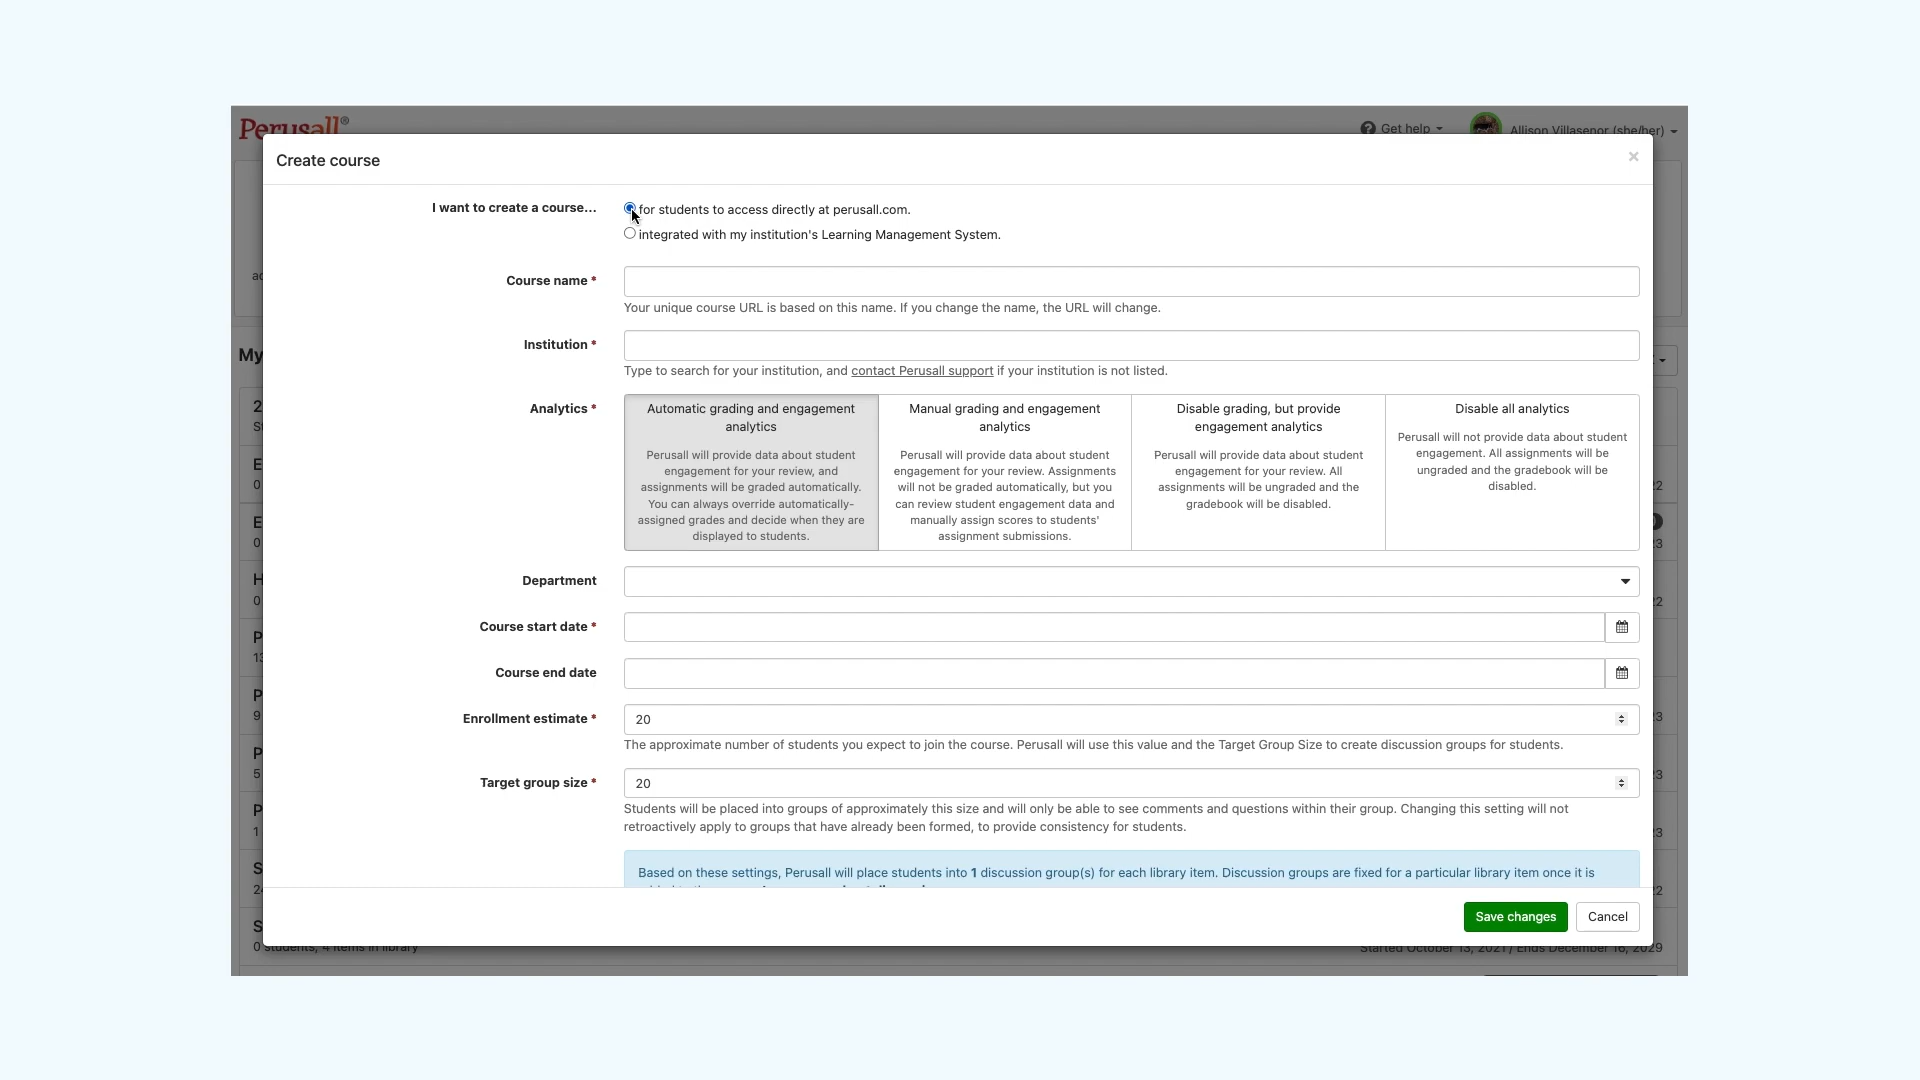 Perusall®
Get help
Allison Villasenor (she/her)
Create course
×
I want to create a course...
for students to access directly at perusall.com.
integrated with my institution's Learning Management System.
Course name *
Your unique course URL is based on this name. If you change the name, the URL will change.
Institution *
Type to search for your institution, and contact Perusall support if your institution is not listed.
Analytics *
Automatic grading and engagement
analytics
Perusall will provide data about student
engagement for your review, and
assignments will be graded automatically.
You can always override automatically-
assigned grades and decide when they are
displayed to students.
Manual grading and engagement
analytics
Perusall will provide data about student
engagement for your review. Assignments
will not be graded automatically, but you
can review student engagement data and
manually assign scores to students'
assignment submissions.
Disable grading, but provide
engagement analytics
Perusall will provide data about student
engagement for your review. All
assignments will be ungraded and the
gradebook will be disabled.
Disable all analytics
Perusall will not provide data about student
engagement. All assignments will be
ungraded and the gradebook will be
disabled.
Department
Course start date *
Course end date
Enrollment estimate *
20
The approximate number of students you expect to join the course. Perusall will use this value and the Target Group Size to create discussion groups for students.
Target group size *
20
Students will be placed into groups of approximately this size and will only be able to see comments and questions within their group. Changing this setting will not
retroactively apply to groups that have already been formed, to provide consistency for students.
Based on these settings, Perusall will place students into 1 discussion group(s) for each library item. Discussion groups are fixed for a particular library item once it is
Save changes
Cancel
My
0 students, 4 items in library
Started October 13, 2021 / Ends December 16, 2029